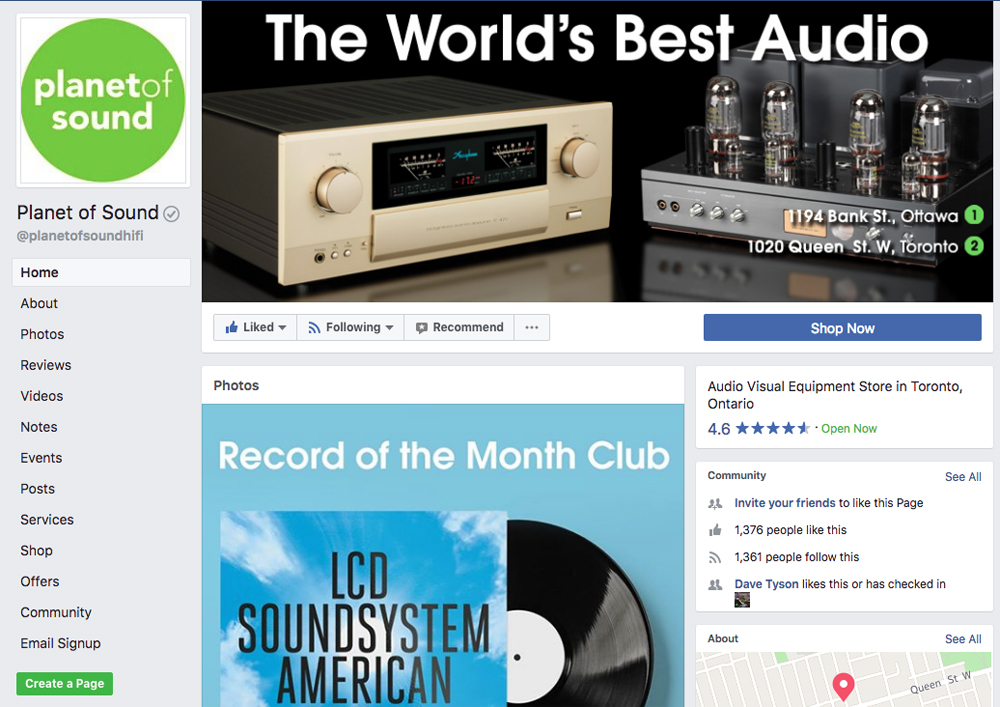 planetof
sound
Planet of Sound
@planetofsoundhifi
Home
About
Photos
Reviews
Videos
Notes
Events
Posts
Services
Shop
Offers
Community
Email Signup
Create a Page
The World's Best Audio
Accuphase
1194 Bank St., Ottawa 1
1020 Queen St. W, Toronto 2
Liked
Following
Recommend
Shop Now
Photos
Record of the Month Club
LCD
SOUNDSYSTEM
AMERICAN
Audio Visual Equipment Store in Toronto,
Ontario
4.6 · Open Now
Community
See All
Invite your friends to like this Page
1,376 people like this
1,361 people follow this
Dave Tyson likes this or has checked in
About
See All
Queen St W